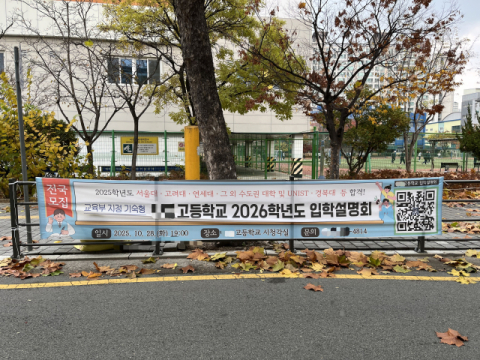 전국
모집
2025학년도 서울대 · 고려대 · 연세대 · 그 외 수도권 대학 및 UNIST · 경북대 등 합격!
교육부 지정 기숙형
고등학교 2026학년도 입학설명회
일시 2025. 10. 28.(화) 19:00 장소 고등학교 시청각실 문의 -4814